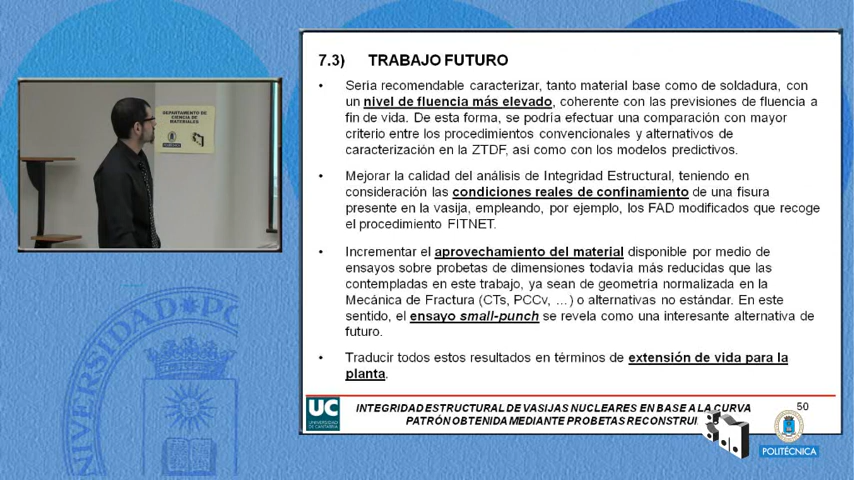 7.3) TRABAJO FUTURO
• Sería recomendable caracterizar, tanto material base como de soldadura, con
un nivel de fluencia más elevado, coherente con las previsiones de fluencia a
fin de vida. De esta forma, se podría efectuar una comparación con mayor
criterio entre los procedimientos convencionales y alternativos de
caracterización en la ZTDF, así como con los modelos predictivos.
• Mejorar la calidad del análisis de Integridad Estructural, teniendo en
consideración las condiciones reales de confinamiento de una fisura
presente en la vasija, empleando, por ejemplo, los FAD modificados que recoge
el procedimiento FITNET.
• Incrementar el aprovechamiento del material disponible por medio de
ensayos sobre probetas de dimensiones todavía más reducidas que las
contempladas en este trabajo, ya sean de geometría normalizada en la
Mecánica de Fractura (CTs, PCCv, …) o alternativas no estándar. En este
sentido, el ensayo small-punch se revela como una interesante alternativa de
futuro.
• Traducir todos estos resultados en términos de extensión de vida para la
planta.
DEPARTAMENTO DE
CIENCIA DE
MATERIALES
UC
UNIVERSIDAD
DE CANTABRIA
INTEGRIDAD ESTRUCTURAL DE VASIJAS NUCLEARES EN BASE A LA CURVA
PATRÓN OBTENIDA MEDIANTE PROBETAS RECONSTRUI
50
POLITÉCNICA
NIVERSIDAD PO